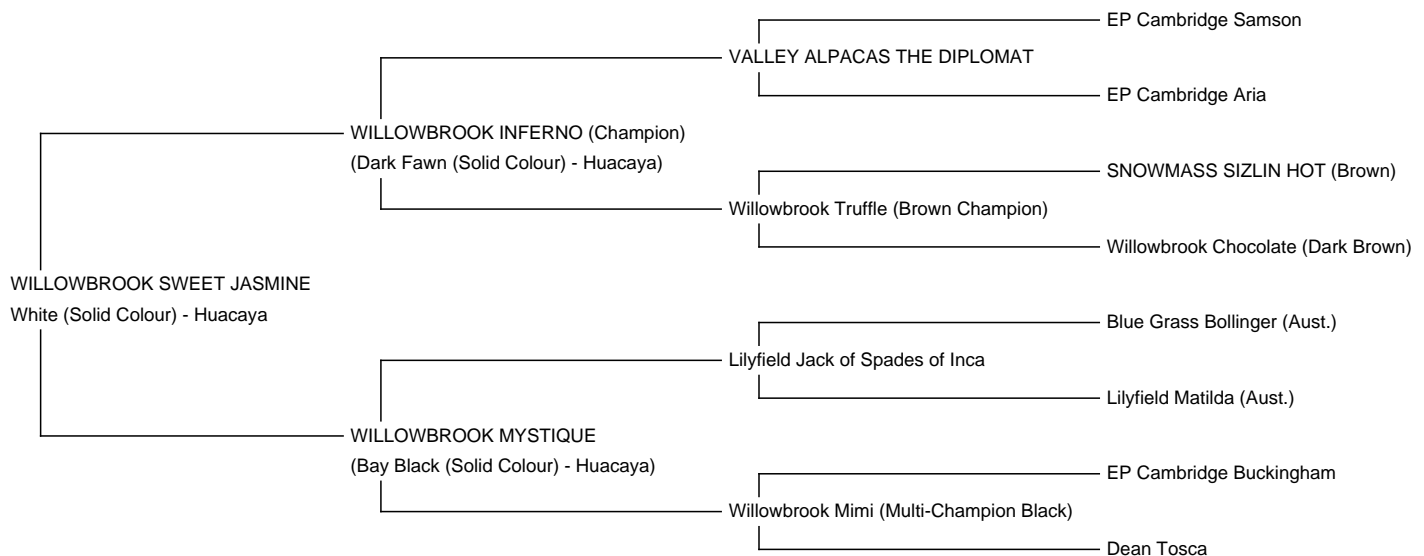 EP Cambridge Samson
VALLEY ALPACAS THE DIPLOMAT
EP Cambridge Aria
WILLOWBROOK INFERNO (Champion)
(Dark Fawn (Solid Colour) - Huacaya)
SNOWMASS SIZLIN HOT (Brown)
Willowbrook Truffle (Brown Champion)
Willowbrook Chocolate (Dark Brown)
WILLOWBROOK SWEET JASMINE
White (Solid Colour) - Huacaya
Blue Grass Bollinger (Aust.)
Lilyfield Jack of Spades of Inca
Lilyfield Matilda (Aust.)
WILLOWBROOK MYSTIQUE
(Bay Black (Solid Colour) - Huacaya)
EP Cambridge Buckingham
Willowbrook Mimi (Multi-Champion Black)
Dean Tosca